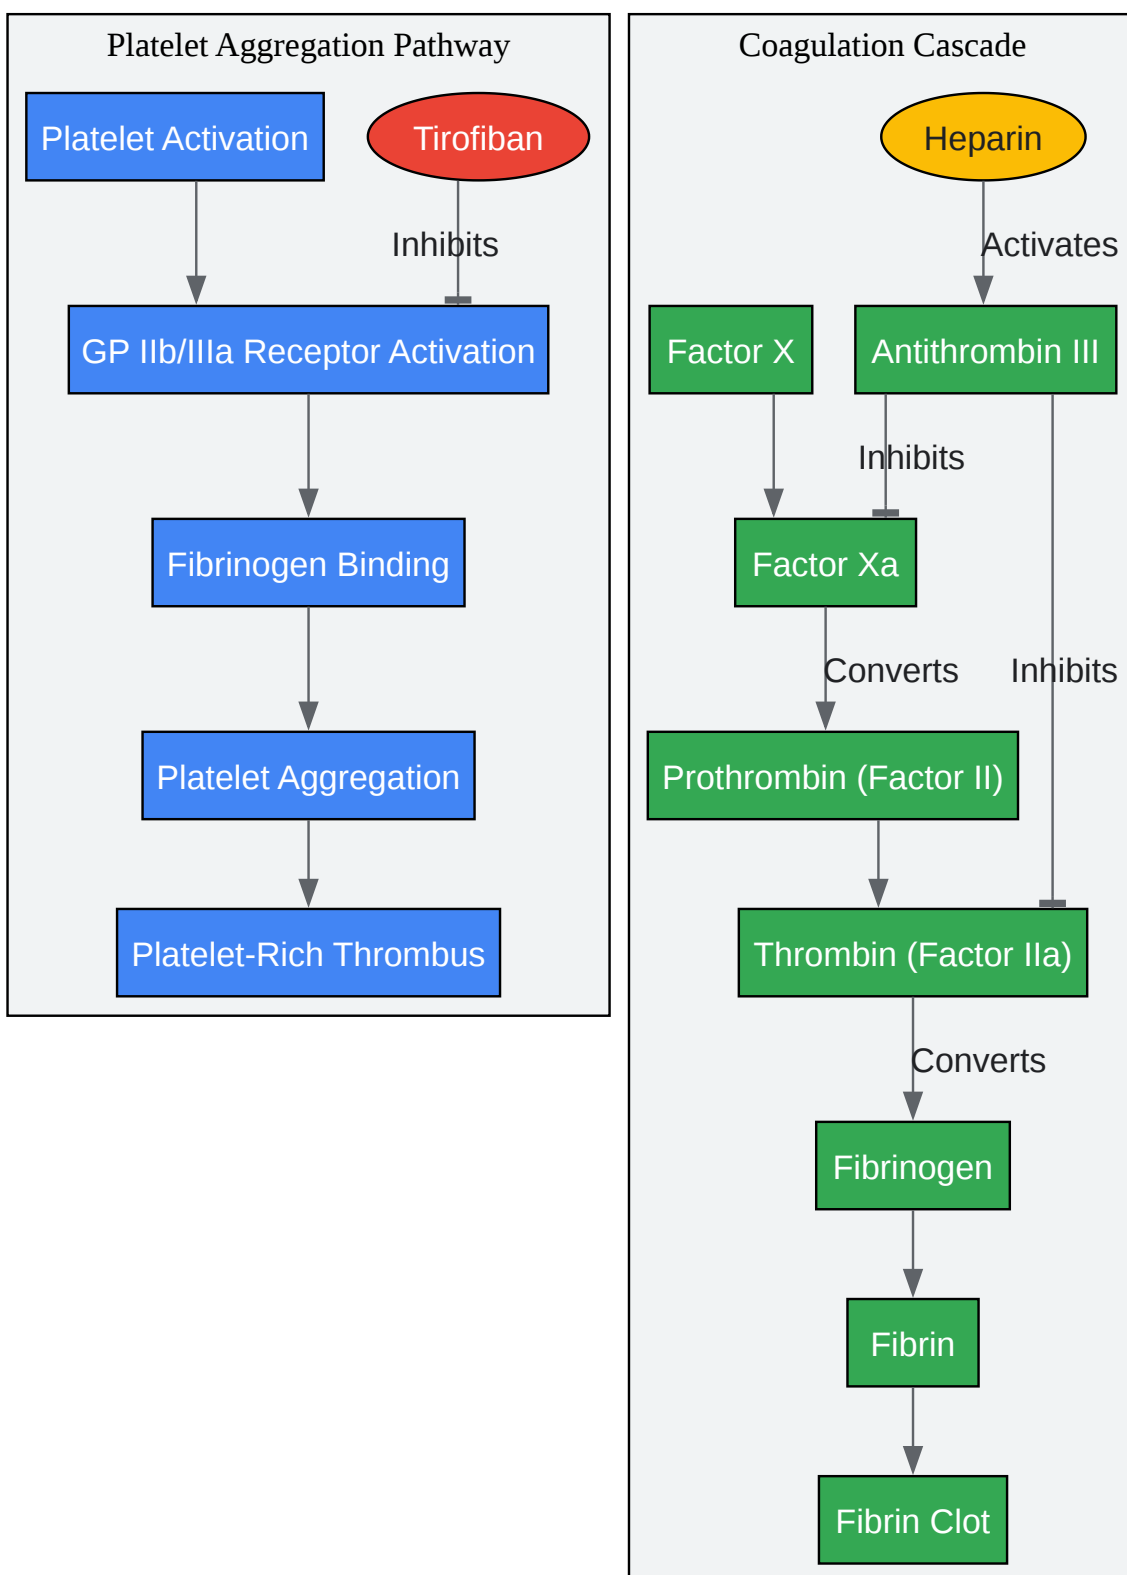 Platelet Aggregation Pathway
Platelet Activation
Tirofiban
Inhibits
GP IIb/IIIa Receptor Activation
Fibrinogen Binding
Platelet Aggregation
Platelet-Rich Thrombus
Coagulation Cascade
Heparin
Activates
Factor X
Antithrombin III
Inhibits
Factor Xa
Converts
Inhibits
Prothrombin (Factor II)
Thrombin (Factor IIa)
Converts
Fibrinogen
Fibrin
Fibrin Clot